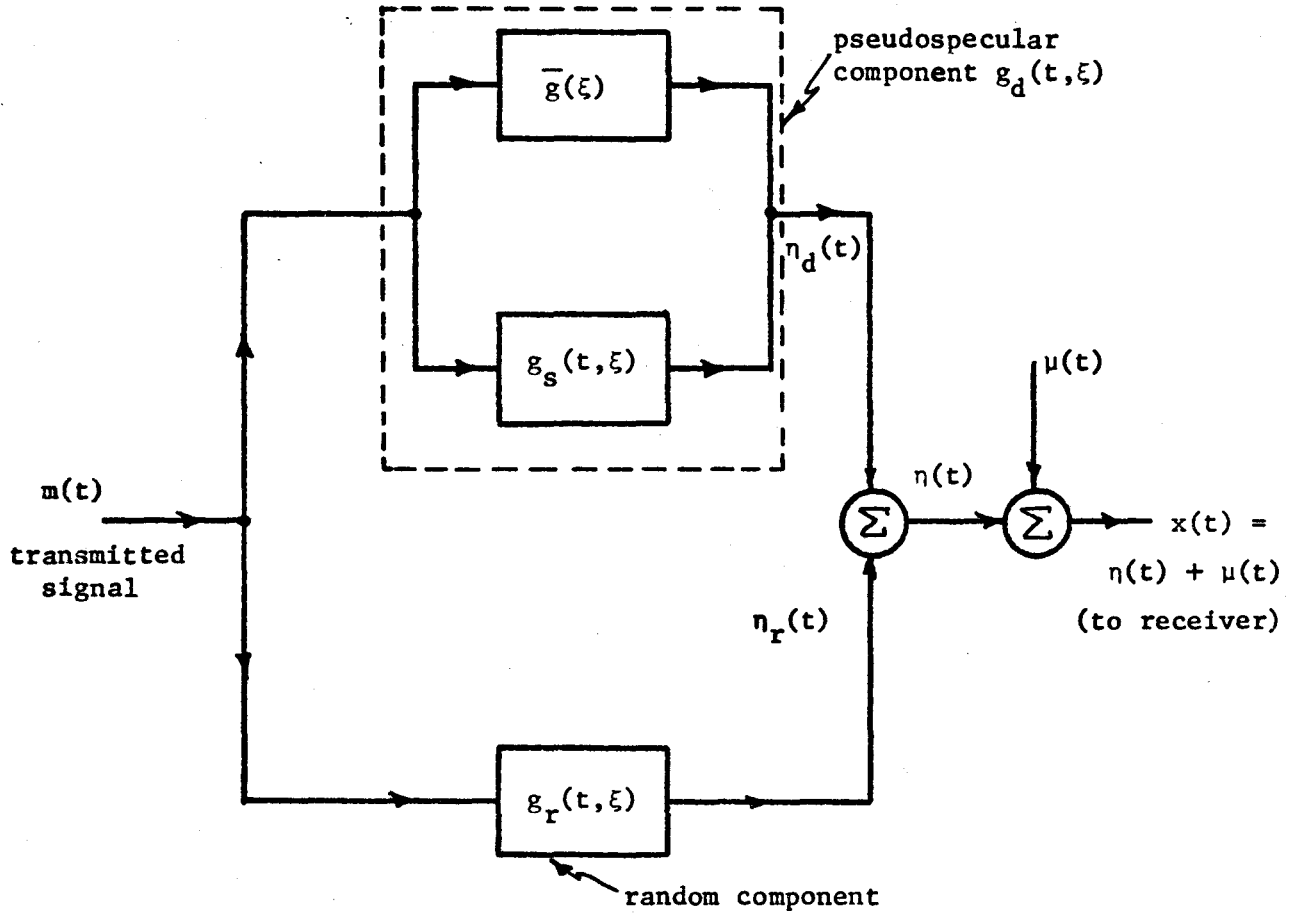 pseudospecular
component g_d(t,ξ)
ḡ(ξ)
η_d(t)
g_s(t,ξ)
μ(t)
m(t)
η(t)
Σ
Σ
x(t) =
transmitted
signal
η(t) + μ(t)
η_r(t)
(to receiver)
g_r(t,ξ)
random component